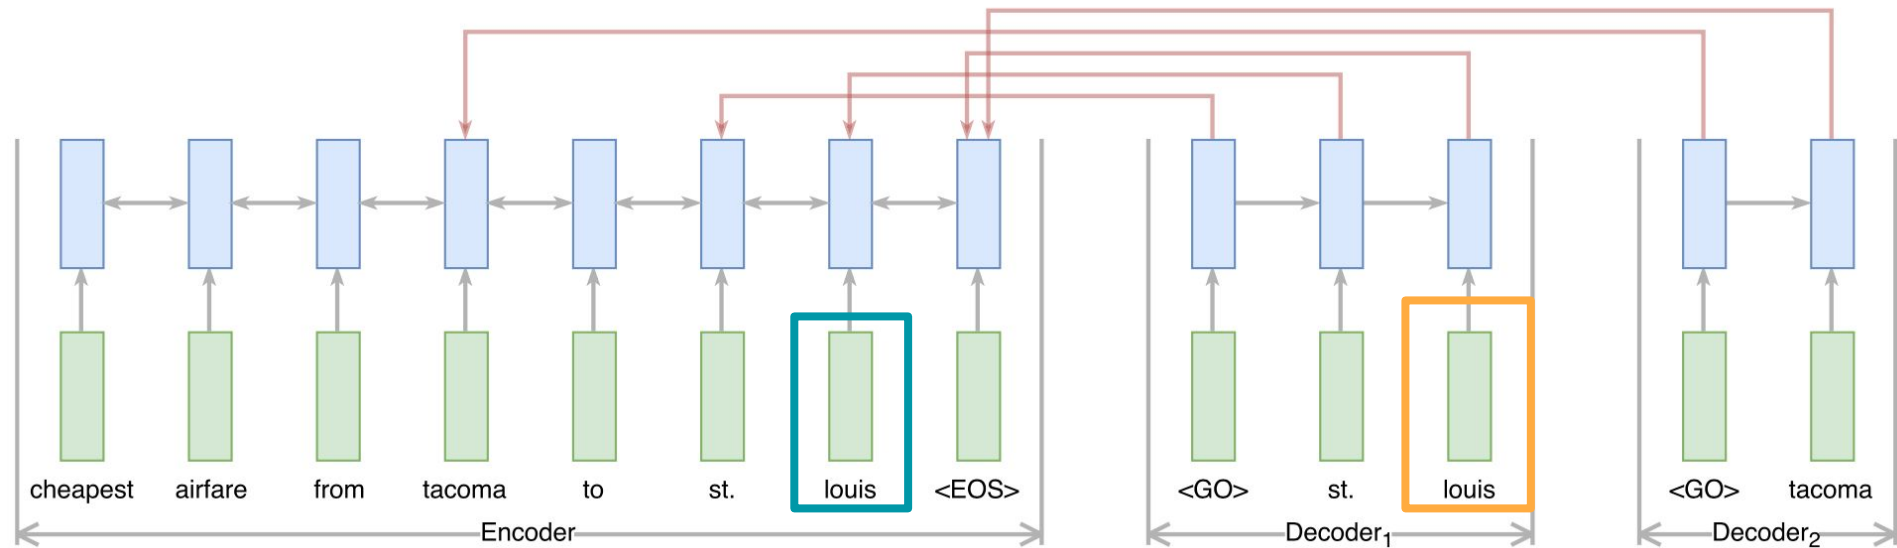 cheapest airfare from tacoma to st. louis <EOS> <GO> st. louis <GO> tacoma
Encoder Decoder1 Decoder2